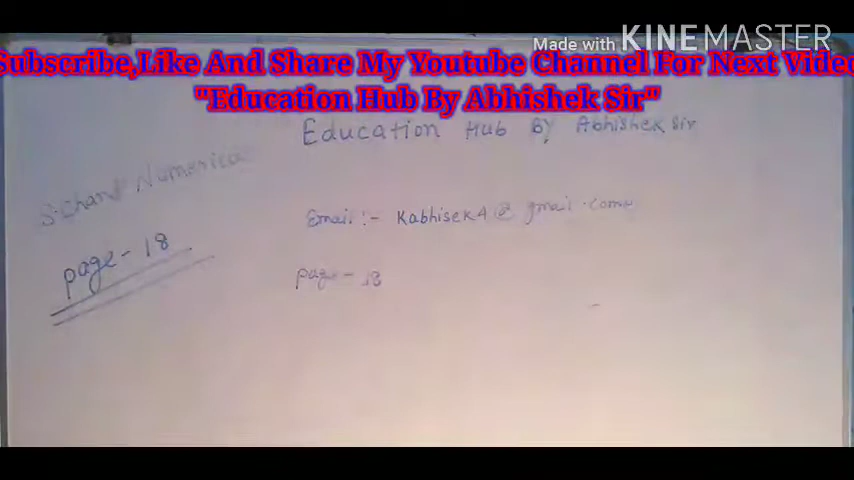 Made with KINEMASTER
Subscribe,Like And Share My Youtube Channel For Next Video
"Education Hub By Abhishek Sir"
Education Hub By Abhishek Sir
S.Chand Numerical
Email :- Kabhisek4@gmail.com
page - 18
page - 18